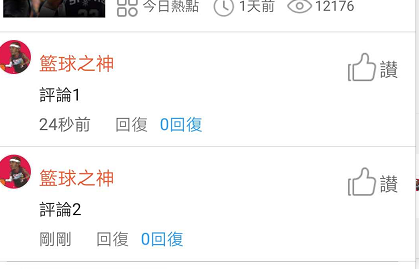 今日熱點 1天前 12176
籃球之神
讚
評論1
24秒前 回復 0回復
籃球之神
讚
評論2
剛剛 回復 0回復